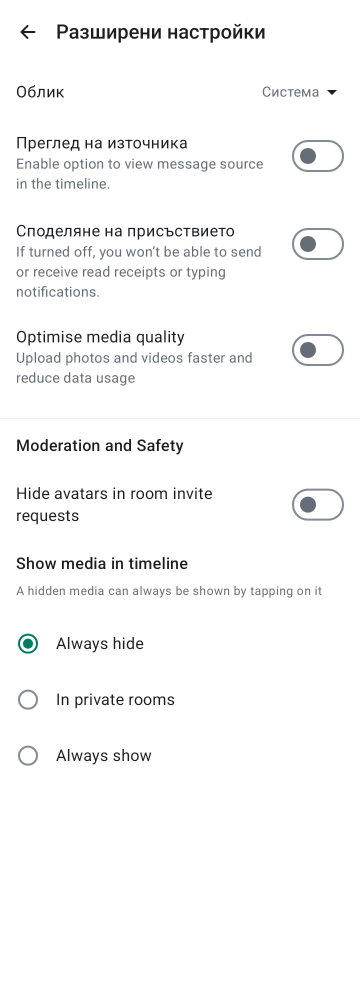 Разширени настройки
Облик
Система
Преглед на източника
Enable option to view message source
in the timeline.
Споделяне на присъствието
If turned off, you won’t be able to send
or receive read receipts or typing
notifications.
Optimise media quality
Upload photos and videos faster and
reduce data usage
Moderation and Safety
Hide avatars in room invite
requests
Show media in timeline
A hidden media can always be shown by tapping on it
Always hide
In private rooms
Always show